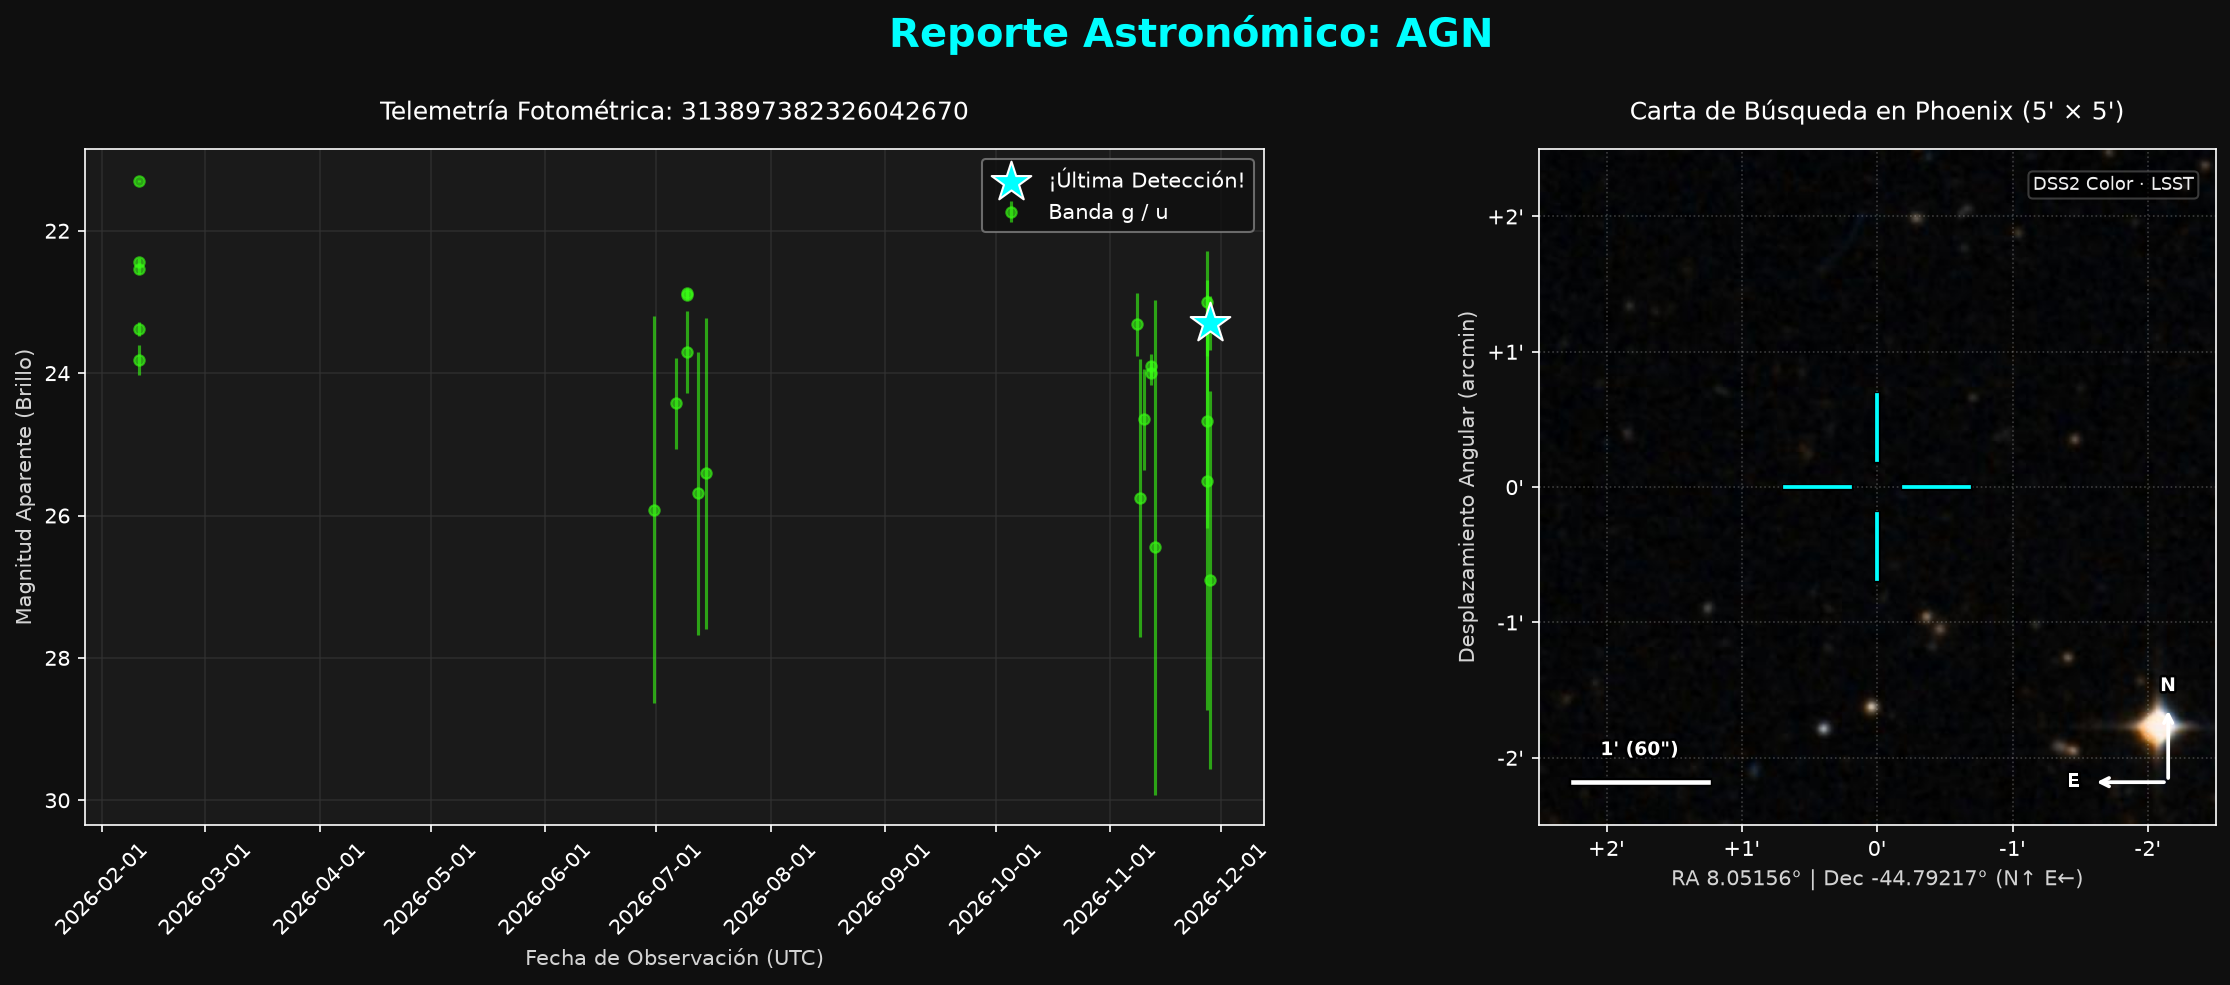 Reporte Astronómico: AGN
Telemetría Fotométrica: 313897382326042670
¡Última Detección!
Banda g / u
Magnitud Aparente (Brillo)
22
24
26
28
30
2026-02-01
2026-03-01
2026-04-01
2026-05-01
2026-06-01
2026-07-01
2026-08-01
2026-09-01
2026-10-01
2026-11-01
2026-12-01
Fecha de Observación (UTC)
Carta de Búsqueda en Phoenix (5' × 5')
DSS2 Color · LSST
Desplazamiento Angular (arcmin)
+2'
+1'
0'
-1'
-2'
N
E
1' (60")
+2'
+1'
0'
-1'
-2'
RA 8.05156° | Dec -44.79217° (N↑ E←)